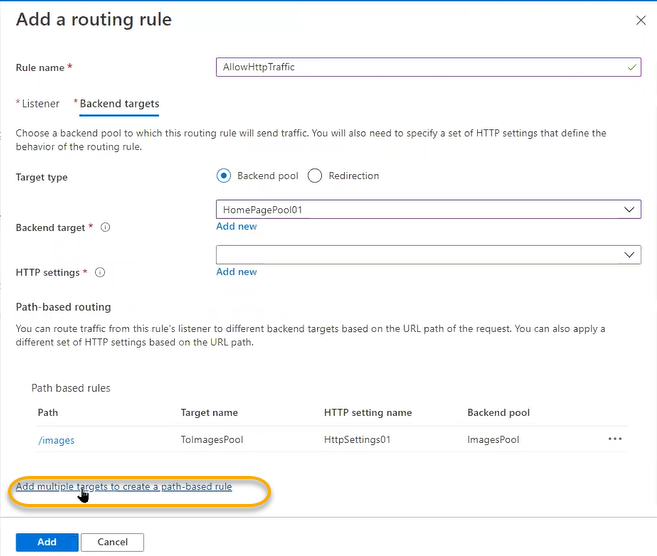 Add a routing rule
Rule name *
AllowHttpTraffic
* Listener * Backend targets
Choose a backend pool to which this routing rule will send traffic. You will also need to specify a set of HTTP settings that define the
behavior of the routing rule.
Target type
Backend pool
Redirection
HomePagePool01
Backend target *
Add new
HTTP settings *
Add new
Path-based routing
You can route traffic from this rule's listener to different backend targets based on the URL path of the request. You can also apply a
different set of HTTP settings based on the URL path.
Path based rules
Path Target name HTTP setting name Backend pool
/images ToImagesPool HttpSettings01 ImagesPool
Add multiple targets to create a path-based rule
Add
Cancel